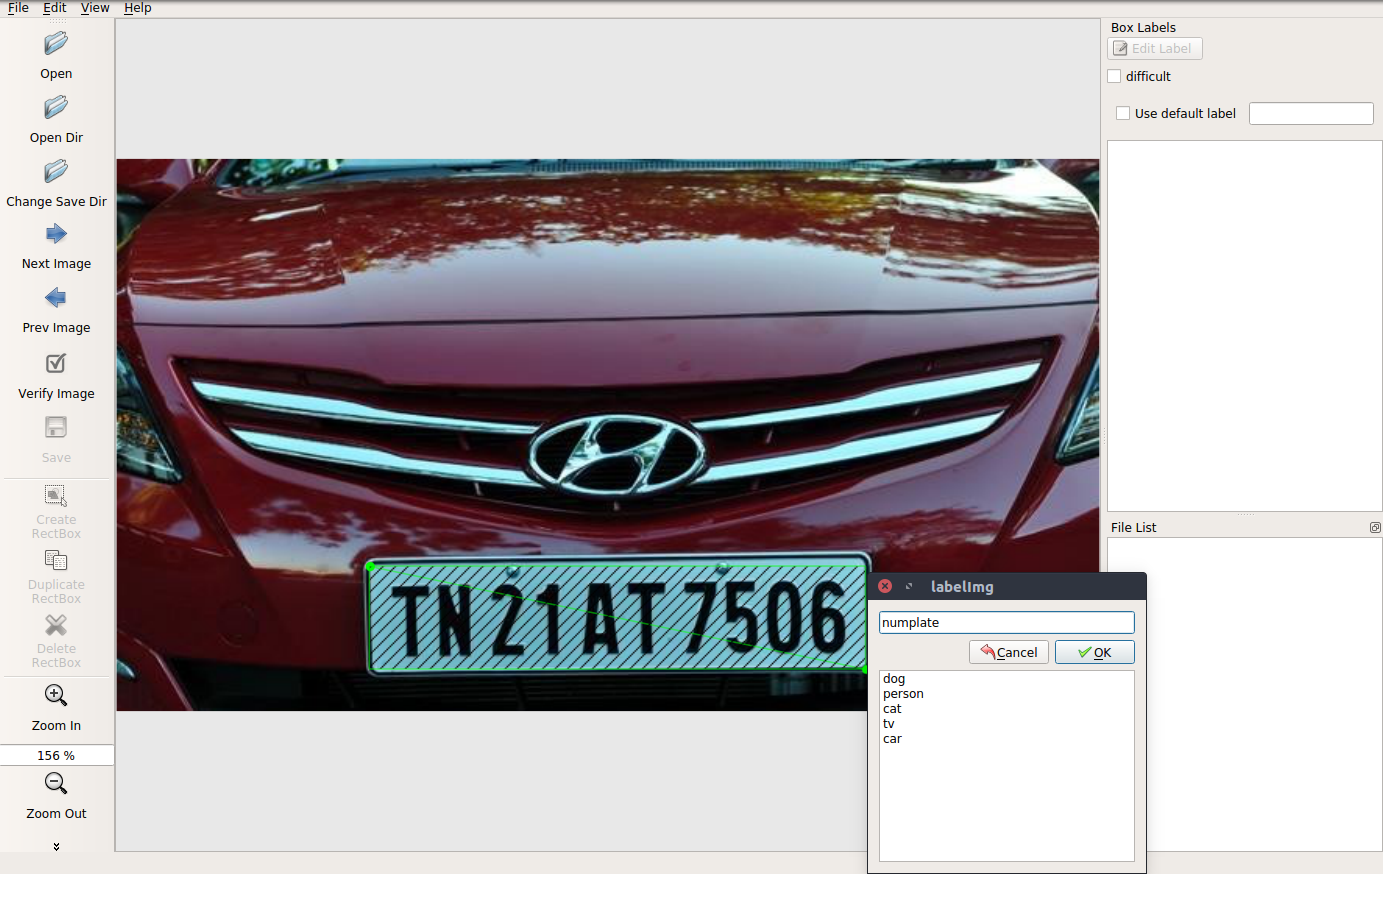 File Edit View Help
Open
Open Dir
Change Save Dir
Next Image
Prev Image
Verify Image
Save
Create
RectBox
Duplicate
RectBox
Delete
RectBox
Zoom In
156 %
Zoom Out
TN 21 AT 7506
Box Labels
Edit Label
difficult
Use default label
File List
labelImg
numplate
Cancel OK
dog
person
cat
tv
car